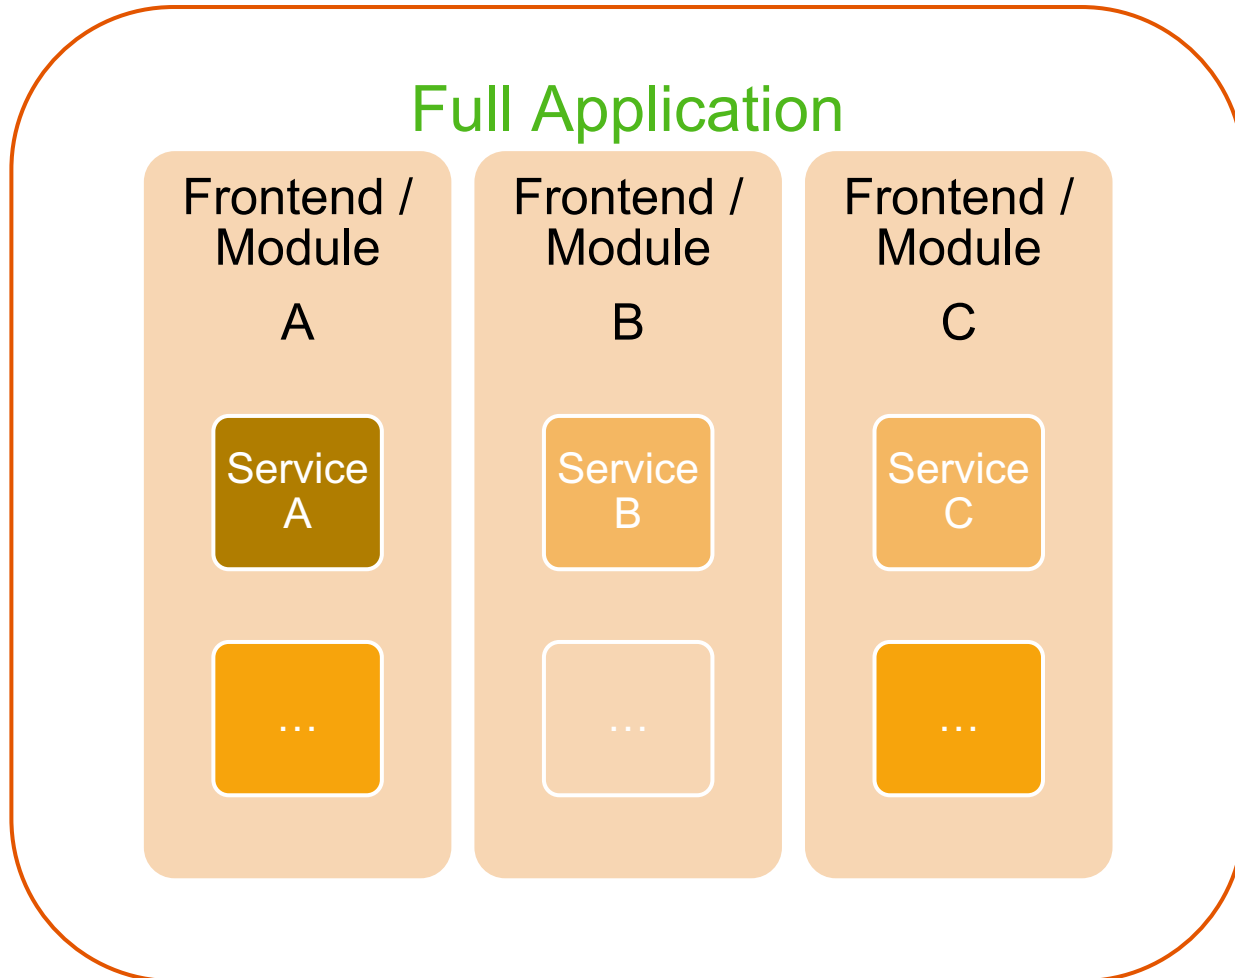 Full Application
Frontend /
Module
A
Service
A
…
Frontend /
Module
B
Service
B
…
Frontend /
Module
C
Service
C
…